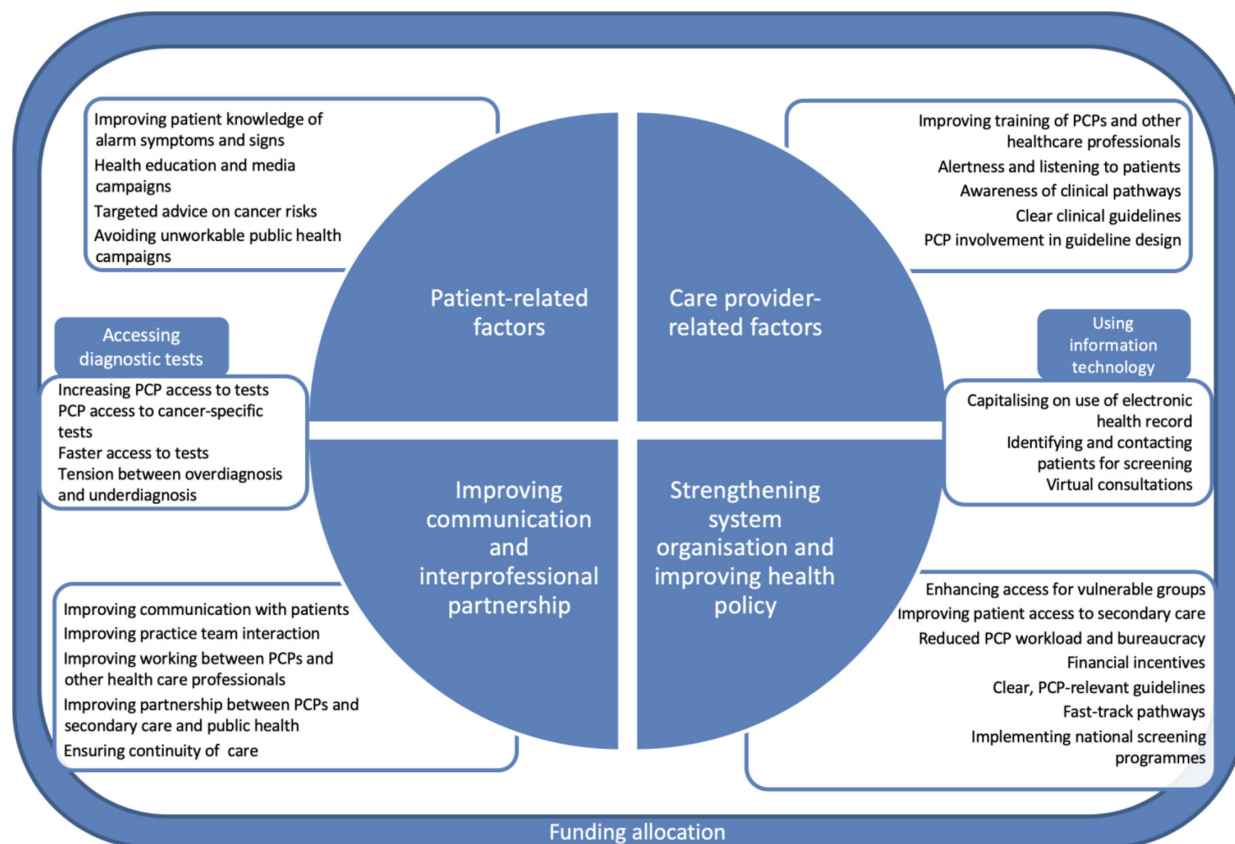 Improving patient knowledge of
alarm symptoms and signs
Health education and media
campaigns
Targeted advice on cancer risks
Avoiding unworkable public health
campaigns
Improving training of PCPs and other
healthcare professionals
Alertness and listening to patients
Awareness of clinical pathways
Clear clinical guidelines
PCP involvement in guideline design
Patient-related
factors
Care provider-
related factors
Accessing
diagnostic tests
Increasing PCP access to tests
PCP access to cancer-specific
tests
Faster access to tests
Tension between overdiagnosis
and underdiagnosis
Using
information
technology
Capitalising on use of electronic
health record
Identifying and contacting
patients for screening
Virtual consultations
Improving
communication
and
interprofessional
partnership
Strengthening
system
organisation and
improving health
policy
Improving communication with patients
Improving practice team interaction
Improving working between PCPs and
other health care professionals
Improving partnership between PCPs and
secondary care and public health
Ensuring continuity of care
Enhancing access for vulnerable groups
Improving patient access to secondary care
Reduced PCP workload and bureaucracy
Financial incentives
Clear, PCP-relevant guidelines
Fast-track pathways
Implementing national screening
programmes
Funding allocation